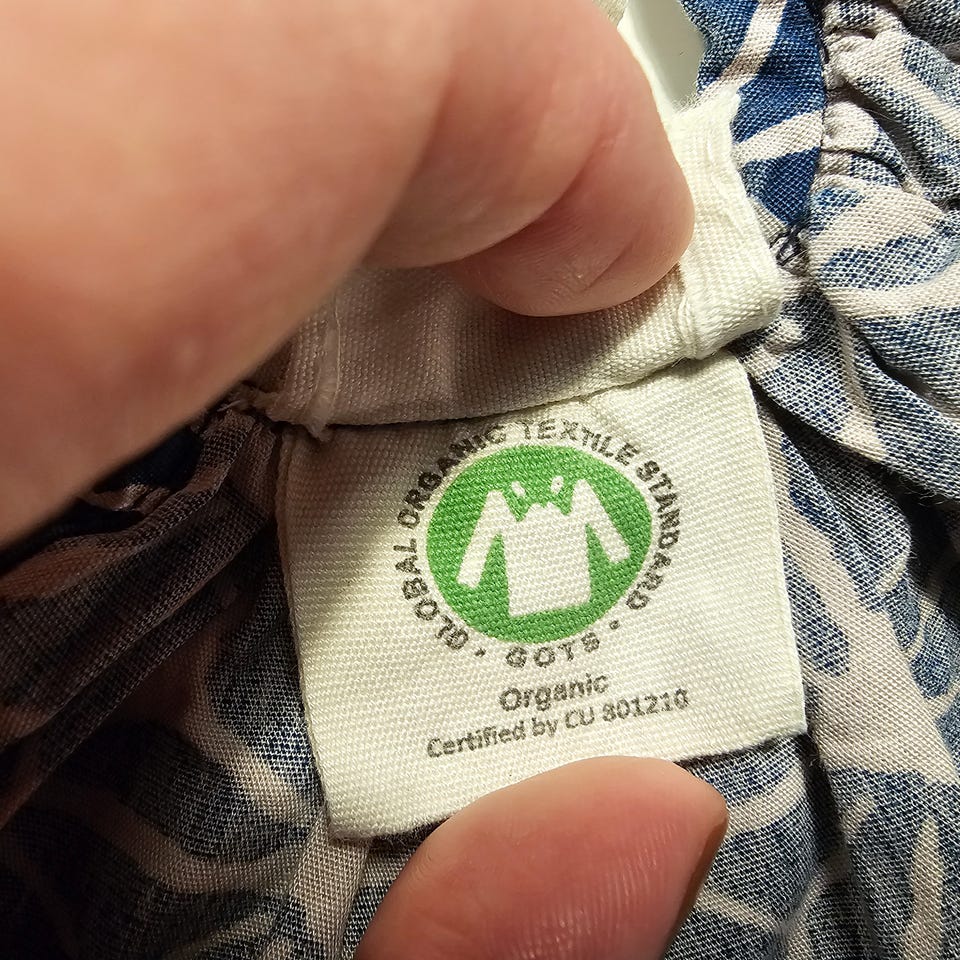 GLOBAL ORGANIC TEXTILE STANDARD · GOTS ·
Organic
Certified by CU 801210